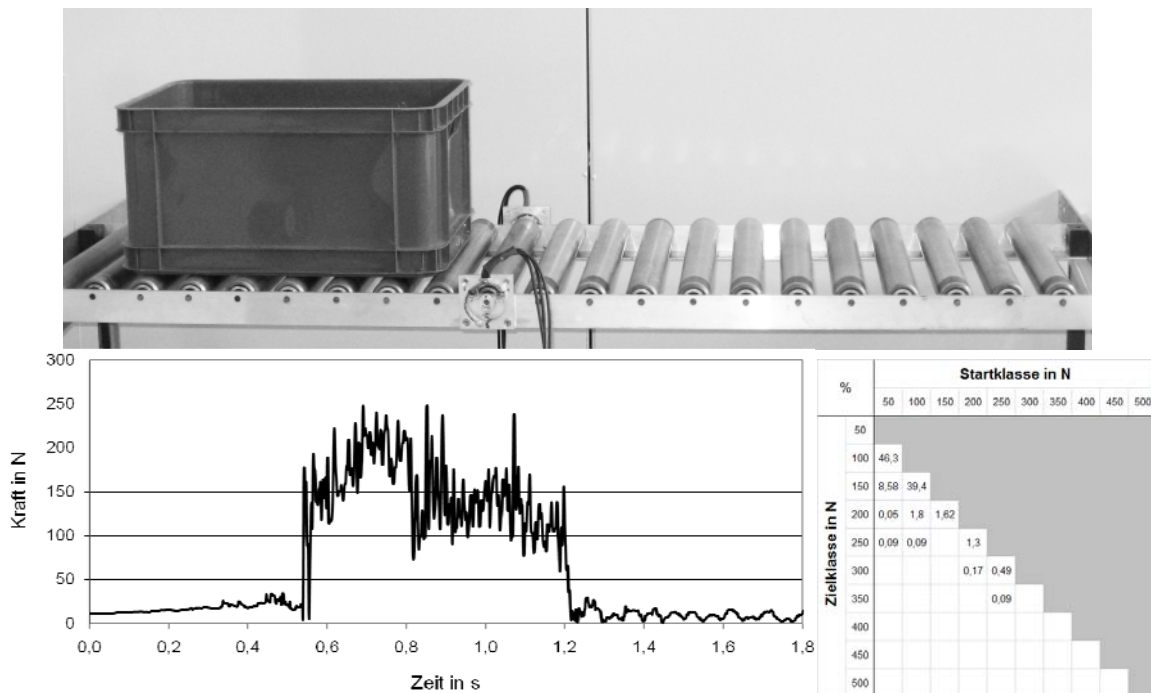 300
250
200
150
100
50
0
Kraft in N
0,0 0,2 0,4 0,6 0,8 1,0 1,2 1,4 1,6 1,8
Zeit in s
% Startklasse in N
50 100 150 200 250 300 350 400 450 500
Zielklasse in N
50
100 46,3
150 8,58 39,4
200 0,05 1,8 1,62
250 0,09 0,09 1,3
300 0,17 0,49
350 0,09
400
450
500